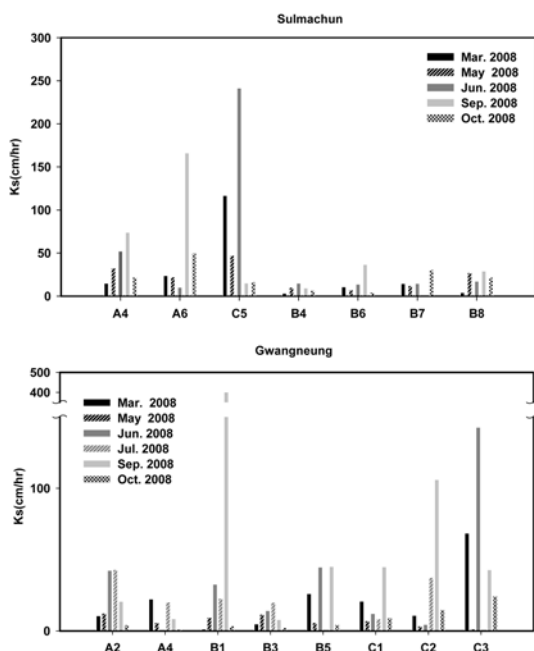 Sulmachun
300
250
200
150
100
50
0
Ks(cm/hr)
Mar. 2008
May 2008
Jun. 2008
Sep. 2008
Oct. 2008
A4 A6 C5 B4 B6 B7 B8
Gwangneung
500
400
100
0
Ks(cm/hr)
Mar. 2008
May 2008
Jun. 2008
Jul. 2008
Sep. 2008
Oct. 2008
A2 A4 B1 B3 B5 C1 C2 C3